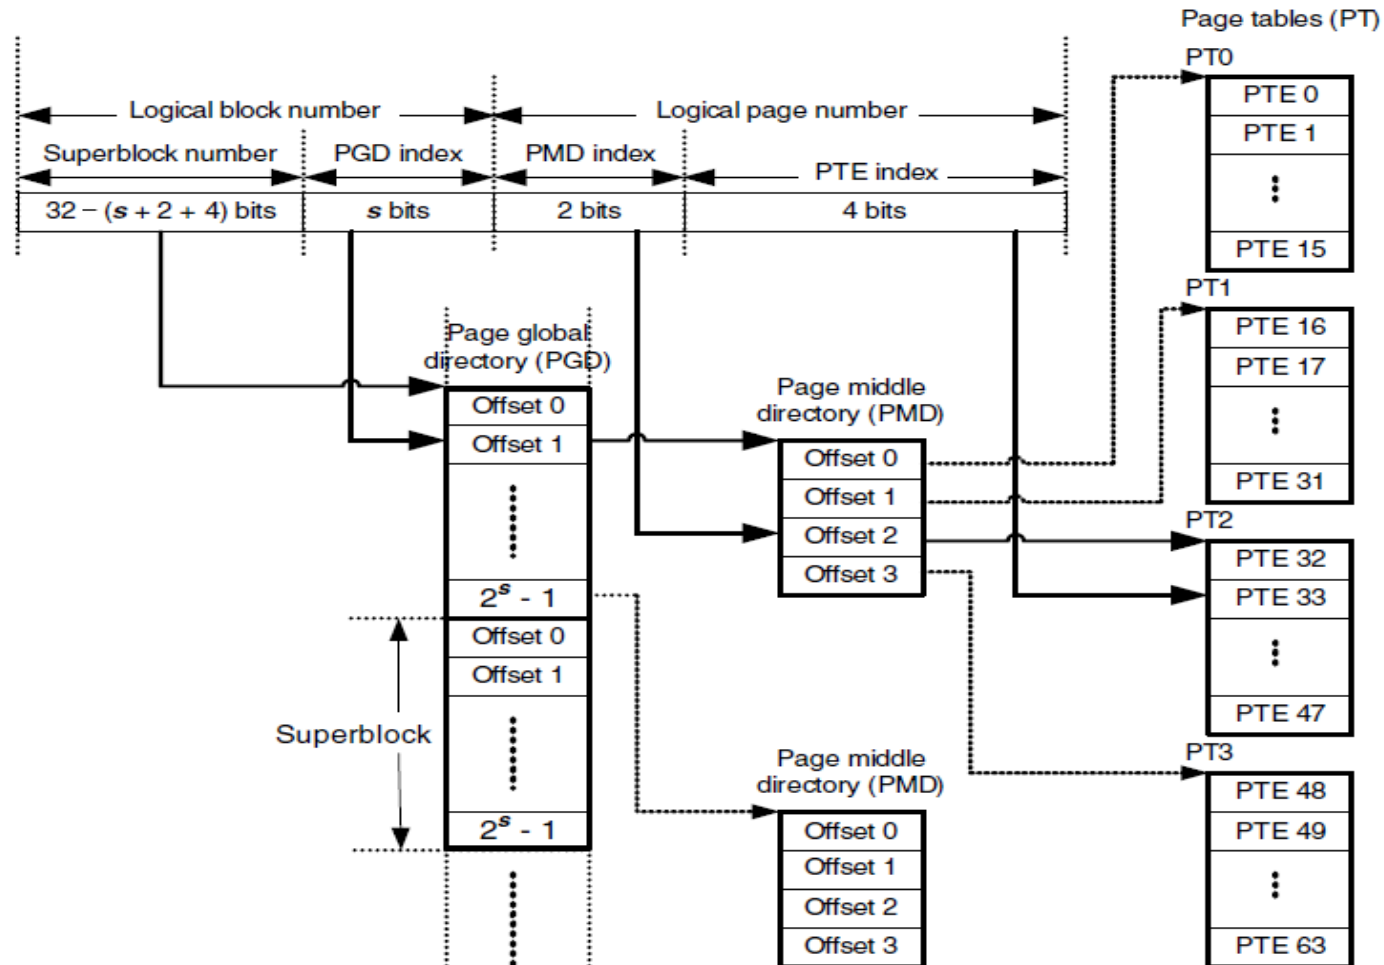 Page tables (PT)
PT0
PTE 0
PTE 1
PTE 15
Logical block number
Logical page number
Superblock number
PGD index
PMD index
PTE index
32 – (s + 2 + 4) bits
s bits
2 bits
4 bits
PT1
PTE 16
PTE 17
PTE 31
Page global
directory (PGD)
Offset 0
Offset 1
2^s - 1
Offset 0
Offset 1
2^s - 1
Superblock
Page middle
directory (PMD)
Offset 0
Offset 1
Offset 2
Offset 3
PT2
PTE 32
PTE 33
PTE 47
Page middle
directory (PMD)
Offset 0
Offset 1
Offset 2
Offset 3
PT3
PTE 48
PTE 49
PTE 63